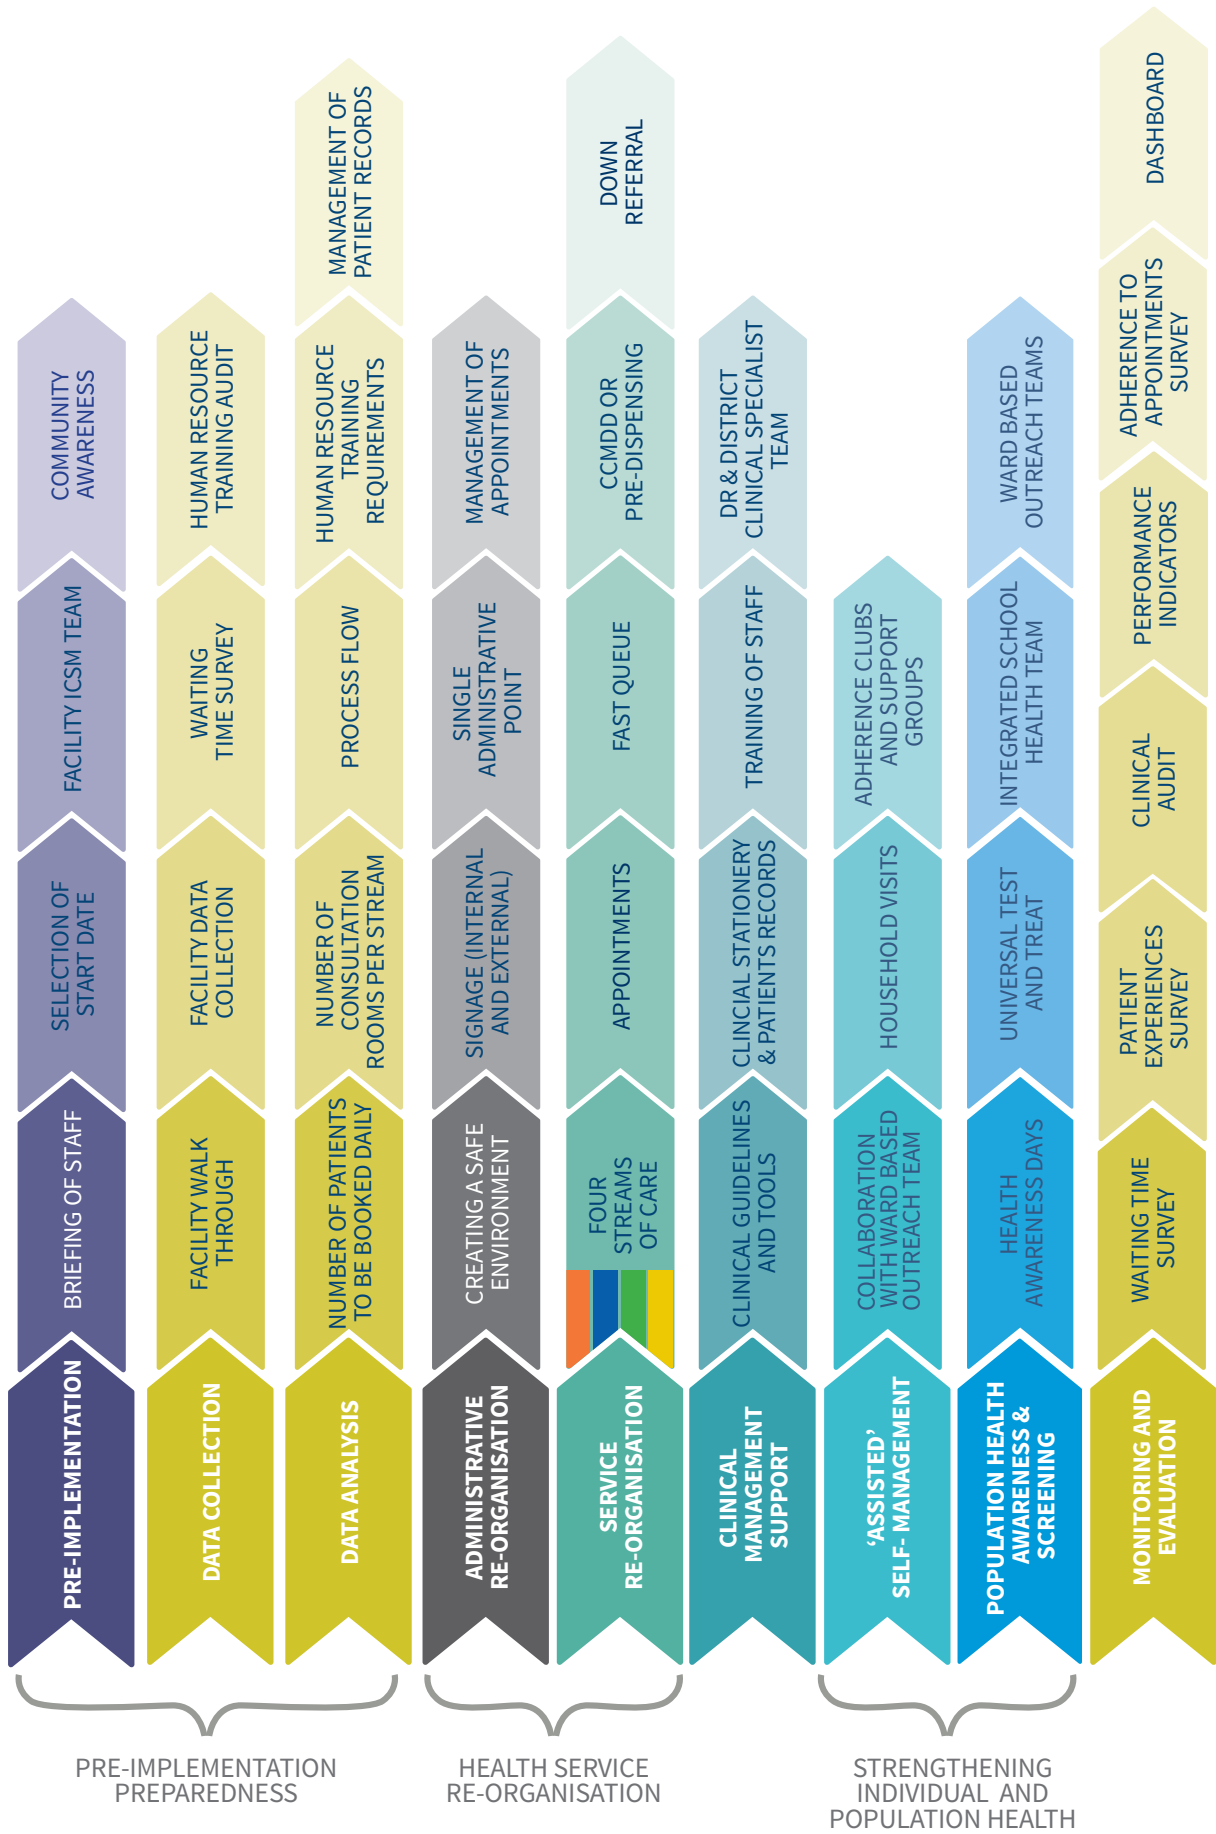 PRE-IMPLEMENTATION
BRIEFING OF STAFF
SELECTION OF
START DATE
FACILITY ICSM TEAM
COMMUNITY
AWARENESS
DATA COLLECTION
FACILITY WALK
THROUGH
FACILITY DATA
COLLECTION
WAITING
TIME SURVEY
HUMAN RESOURCE
TRAINING AUDIT
DATA ANALYSIS
NUMBER OF PATIENTS
TO BE BOOKED DAILY
NUMBER OF
CONSULTATION
ROOMS PER STREAM
PROCESS FLOW
HUMAN RESOURCE
TRAINING
REQUIREMENTS
MANAGEMENT OF
PATIENT RECORDS
ADMINISTRATIVE
RE-ORGANISATION
CREATING A SAFE
ENVIRONMENT
SIGNAGE (INTERNAL
AND EXTERNAL)
SINGLE
ADMINISTRATIVE
POINT
MANAGEMENT OF
APPOINTMENTS
SERVICE
RE-ORGANISATION
FOUR
STREAMS
OF CARE
APPOINTMENTS
FAST QUEUE
CCMDD OR
PRE-DISPENSING
DOWN
REFERRAL
CLINICAL
MANAGEMENT
SUPPORT
CLINICAL GUIDELINES
AND TOOLS
CLINCIAL STATIONERY
& PATIENTS RECORDS
TRAINING OF STAFF
DR & DISTRICT
CLINICAL SPECIALIST
TEAM
‘ASSISTED’
SELF- MANAGEMENT
COLLABORATION
WITH WARD BASED
OUTREACH TEAM
HOUSEHOLD VISITS
ADHERENCE CLUBS
AND SUPPORT
GROUPS
POPULATION HEALTH
AWARENESS &
SCREENING
HEALTH
AWARENESS DAYS
UNIVERSAL TEST
AND TREAT
INTEGRATED SCHOOL
HEALTH TEAM
WARD BASED
OUTREACH TEAMS
MONITORING AND
EVALUATION
WAITING TIME
SURVEY
PATIENT
EXPERIENCES
SURVEY
CLINICAL
AUDIT
PERFORMANCE
INDICATORS
ADHERENCE TO
APPOINTMENTS
SURVEY
DASHBOARD
PRE-IMPLEMENTATION
PREPAREDNESS
HEALTH SERVICE
RE-ORGANISATION
STRENGTHENING
INDIVIDUAL AND
POPULATION HEALTH